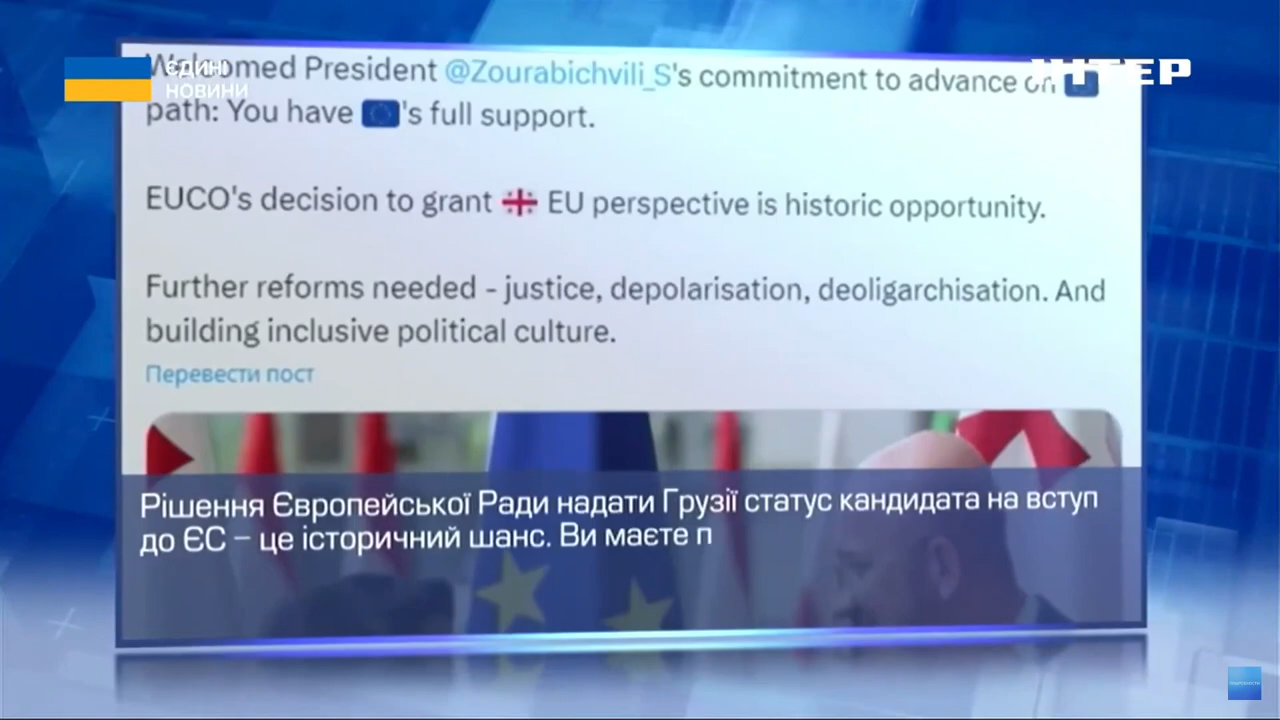 ЄДИНІ
НОВИНИ
ІНТЕР
Welcomed President @Zourabichvili_S's commitment to advance on
path: You have 's full support.
EUCO's decision to grant EU perspective is historic opportunity.
Further reforms needed - justice, depolarisation, deoligarchisation. And
building inclusive political culture.
Перевести пост
Рішення Європейської Ради надати Грузії статус кандидата на вступ
до ЄС – це історичний шанс. Ви маєте п